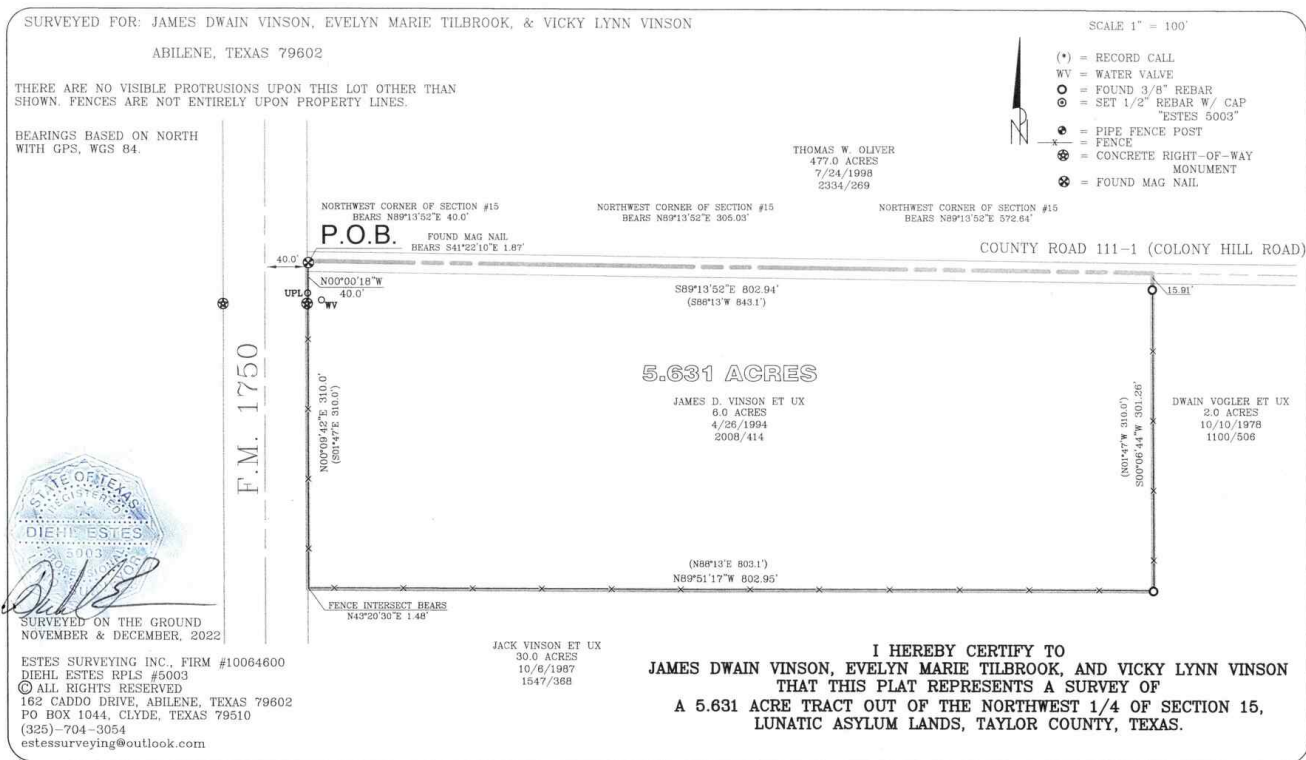 SURVEYED FOR: JAMES DWAIN VINSON, EVELYN MARIE TILBROOK, & VICKY LYNN VINSON
ABILENE, TEXAS 79602
THERE ARE NO VISIBLE PROTRUSIONS UPON THIS LOT OTHER THAN
SHOWN. FENCES ARE NOT ENTIRELY UPON PROPERTY LINES.
BEARINGS BASED ON NORTH
WITH GPS, WGS 84.
SCALE 1" = 100'
N
(*) = RECORD CALL
WV = WATER VALVE
= FOUND 3/8" REBAR
= SET 1/2" REBAR W/ CAP
"ESTES 5003"
= PIPE FENCE POST
x = FENCE
= CONCRETE RIGHT-OF-WAY
MONUMENT
= FOUND MAG NAIL
THOMAS W. OLIVER
477.0 ACRES
7/24/1998
2334/269
NORTHWEST CORNER OF SECTION #15
BEARS N89°13'52"E 40.0'
NORTHWEST CORNER OF SECTION #15
BEARS N89°13'52"E 305.03'
NORTHWEST CORNER OF SECTION #15
BEARS N89°13'52"E 572.64'
P.O.B.
FOUND MAG NAIL
BEARS S41°22'10"E 1.87'
COUNTY ROAD 111-1 (COLONY HILL ROAD)
40.0'
N00°00'18"W
40.0'
UPL
WV
S89°13'52"E 802.94'
(S88°13'W 843.1')
15.91'
F.M. 1750
N00°09'42"E 310.0'
(S01°47'E 310.0')
5.631 ACRES
JAMES D. VINSON ET UX
6.0 ACRES
4/26/1994
2008/414
(N01°47'W 310.0')
S00°06'44"W 301.26'
DWAIN VOGLER ET UX
2.0 ACRES
10/10/1978
1100/506
(N88°13'E 803.1')
N89°51'17"W 802.95'
FENCE INTERSECT BEARS
N43°20'30"E 1.48'
JACK VINSON ET UX
30.0 ACRES
10/6/1987
1547/368
STATE OF TEXAS
REGISTERED
DIEHL ESTES
5003
PROFESSIONAL
SURVEYED ON THE GROUND
NOVEMBER & DECEMBER, 2022
ESTES SURVEYING INC., FIRM #10064600
DIEHL ESTES RPLS #5003
© ALL RIGHTS RESERVED
162 CADDO DRIVE, ABILENE, TEXAS 79602
PO BOX 1044, CLYDE, TEXAS 79510
(325)-704-3054
estessurveying@outlook.com
I HEREBY CERTIFY TO
JAMES DWAIN VINSON, EVELYN MARIE TILBROOK, AND VICKY LYNN VINSON
THAT THIS PLAT REPRESENTS A SURVEY OF
A 5.631 ACRE TRACT OUT OF THE NORTHWEST 1/4 OF SECTION 15,
LUNATIC ASYLUM LANDS, TAYLOR COUNTY, TEXAS.